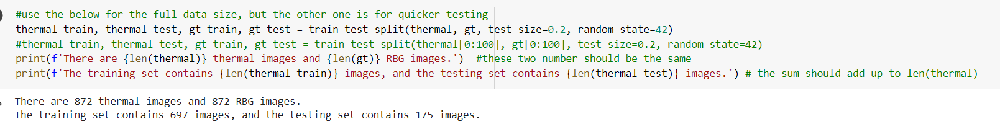 #use the below for the full data size, but the other one is for quicker testing
thermal_train, thermal_test, gt_train, gt_test = train_test_split(thermal, gt, test_size=0.2, random_state=42)
#thermal_train, thermal_test, gt_train, gt_test = train_test_split(thermal[0:100], gt[0:100], test_size=0.2, random_state=42)
print(f'There are {len(thermal)} thermal images and {len(gt)} RBG images.')  #these two number should be the same
print(f'The training set contains {len(thermal_train)} images, and the testing set contains {len(thermal_test)} images.') # the sum should add up to len(thermal)
There are 872 thermal images and 872 RBG images.
The training set contains 697 images, and the testing set contains 175 images.